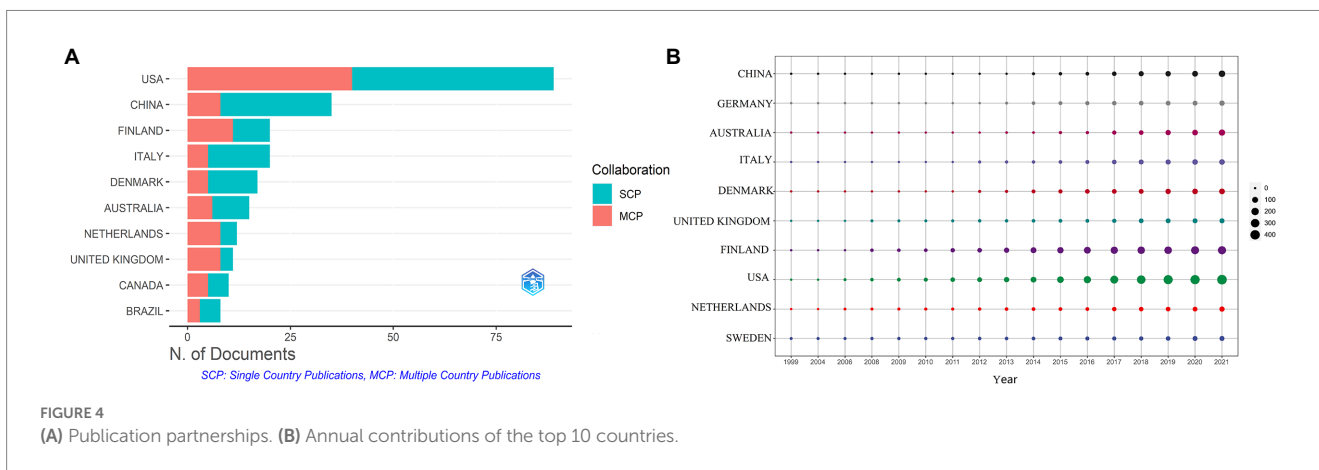 A
USA
CHINA
FINLAND
ITALY
DENMARK
AUSTRALIA
NETHERLANDS
UNITED KINGDOM
CANADA
BRAZIL
0 25 50 75
N. of Documents
SCP: Single Country Publications, MCP: Multiple Country Publications
Collaboration
SCP
MCP
B
CHINA
GERMANY
AUSTRALIA
ITALY
DENMARK
UNITED KINGDOM
FINLAND
USA
NETHERLANDS
SWEDEN
1999 2004 2006 2008 2009 2010 2011 2012 2013 2014 2015 2016 2017 2018 2019 2020 2021
Year
0
100
200
300
400
FIGURE 4
(A) Publication partnerships. (B) Annual contributions of the top 10 countries.